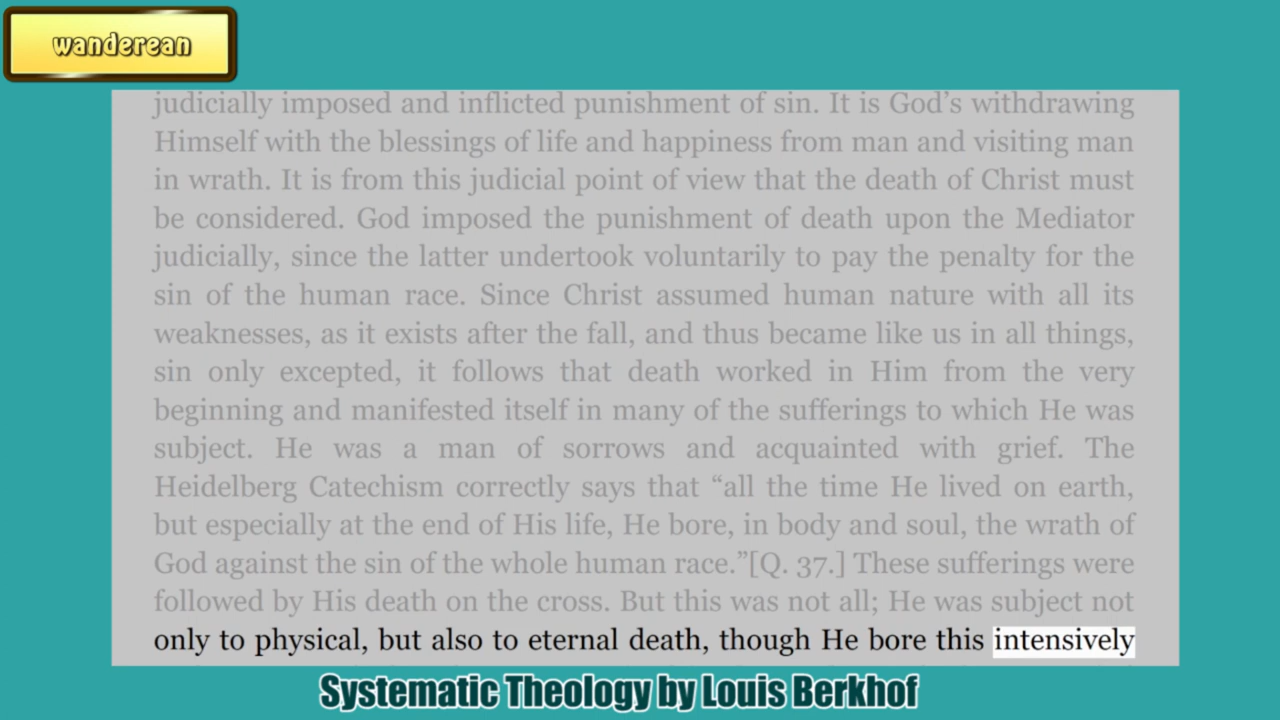 wanderean
judicially imposed and inflicted punishment of sin. It is God’s withdrawing
Himself with the blessings of life and happiness from man and visiting man
in wrath. It is from this judicial point of view that the death of Christ must
be considered. God imposed the punishment of death upon the Mediator
judicially, since the latter undertook voluntarily to pay the penalty for the
sin of the human race. Since Christ assumed human nature with all its
weaknesses, as it exists after the fall, and thus became like us in all things,
sin only excepted, it follows that death worked in Him from the very
beginning and manifested itself in many of the sufferings to which He was
subject. He was a man of sorrows and acquainted with grief. The
Heidelberg Catechism correctly says that “all the time He lived on earth,
but especially at the end of His life, He bore, in body and soul, the wrath of
God against the sin of the whole human race.”[Q. 37.] These sufferings were
followed by His death on the cross. But this was not all; He was subject not
only to physical, but also to eternal death, though He bore this intensively
Systematic Theology by Louis Berkhof